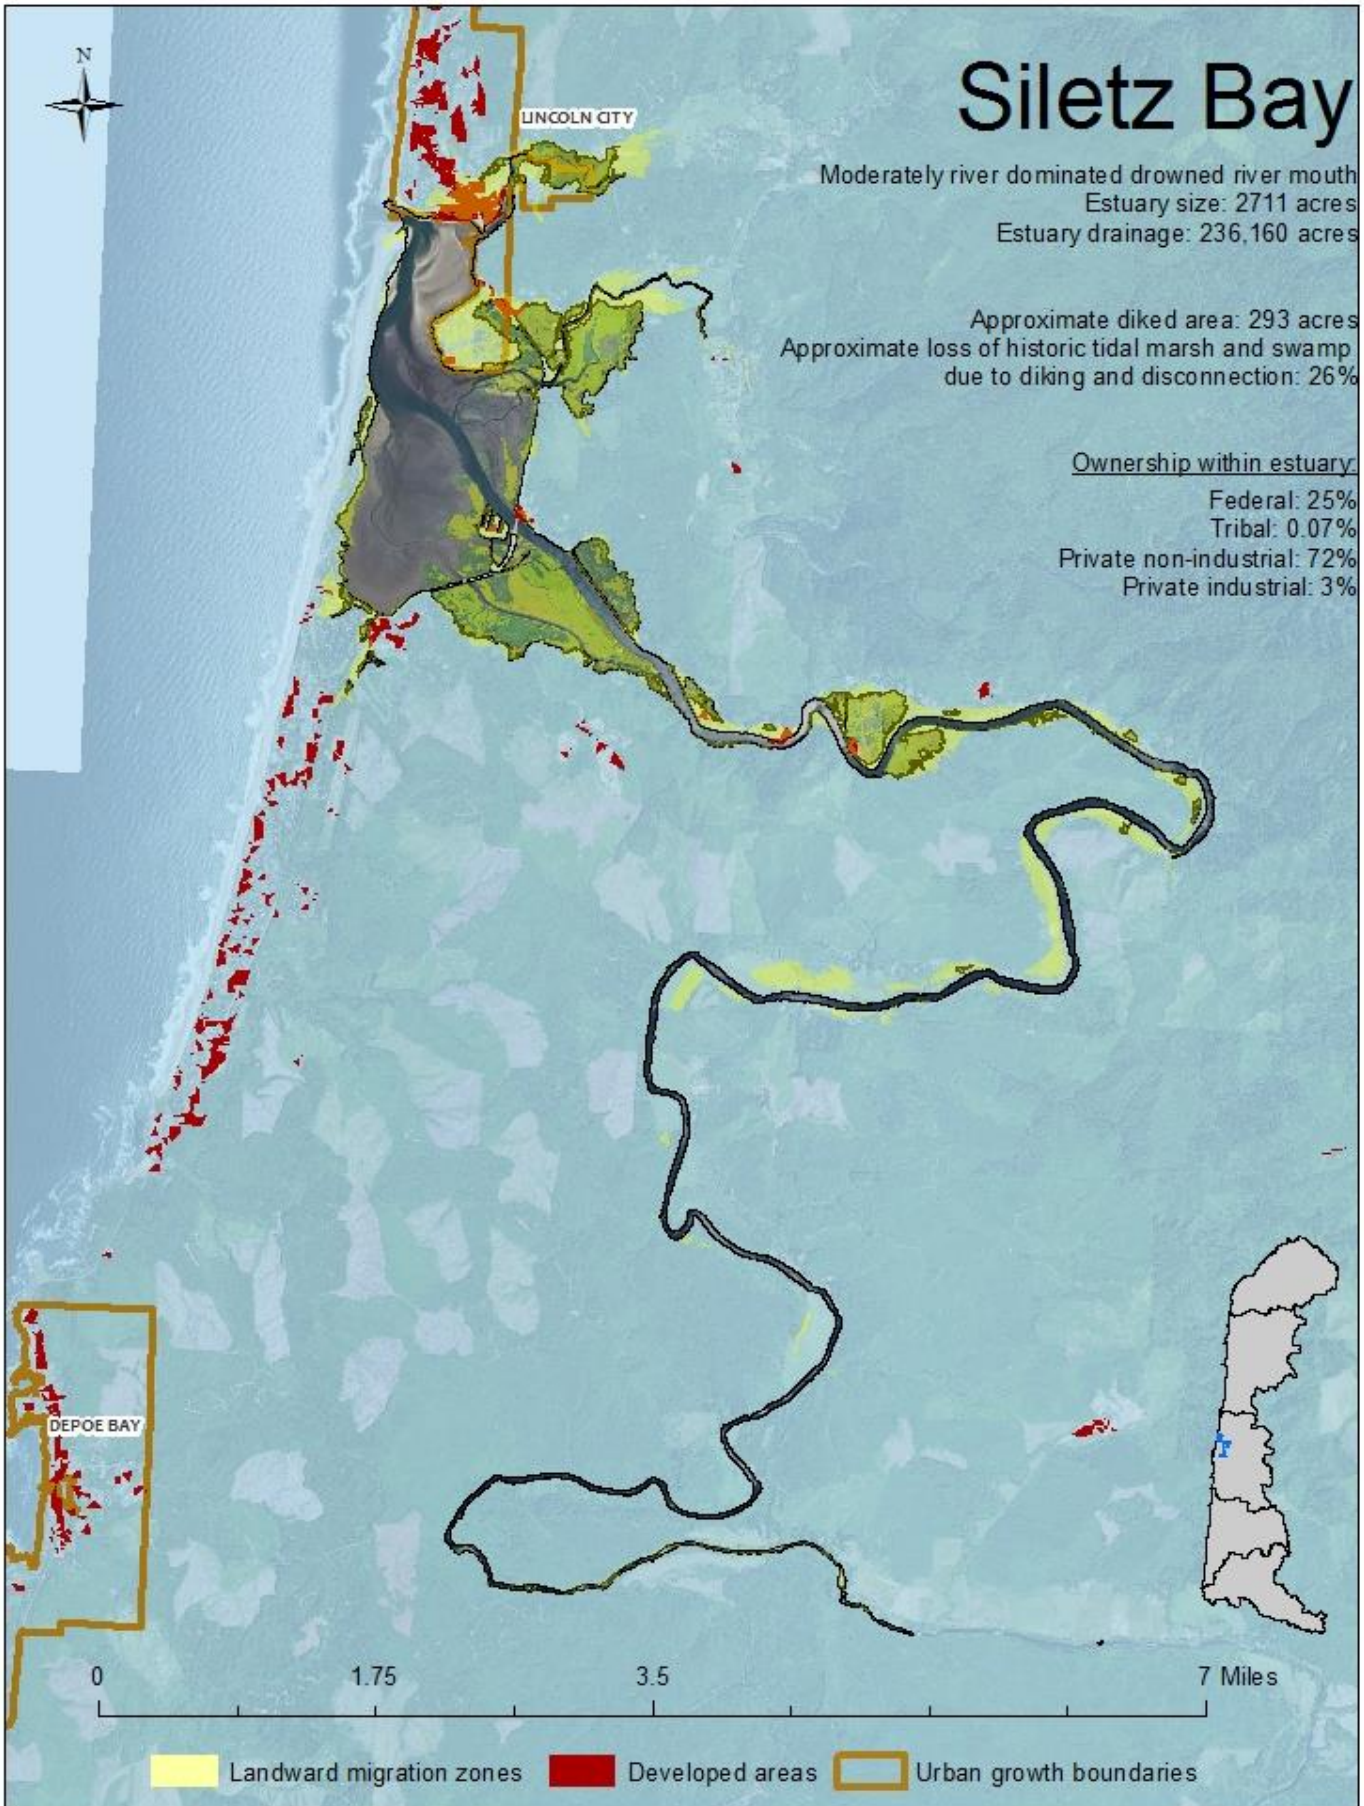 N
Siletz Bay
LINCOLN CITY
Moderately river dominated drowned river mouth
Estuary size: 2711 acres
Estuary drainage: 236,160 acres
Approximate diked area: 293 acres
Approximate loss of historic tidal marsh and swamp
due to diking and disconnection: 26%
Ownership within estuary:
Federal: 25%
Tribal: 0.07%
Private non-industrial: 72%
Private industrial: 3%
DEPOE BAY
0 1.75 3.5 7 Miles
Landward migration zones Developed areas Urban growth boundaries